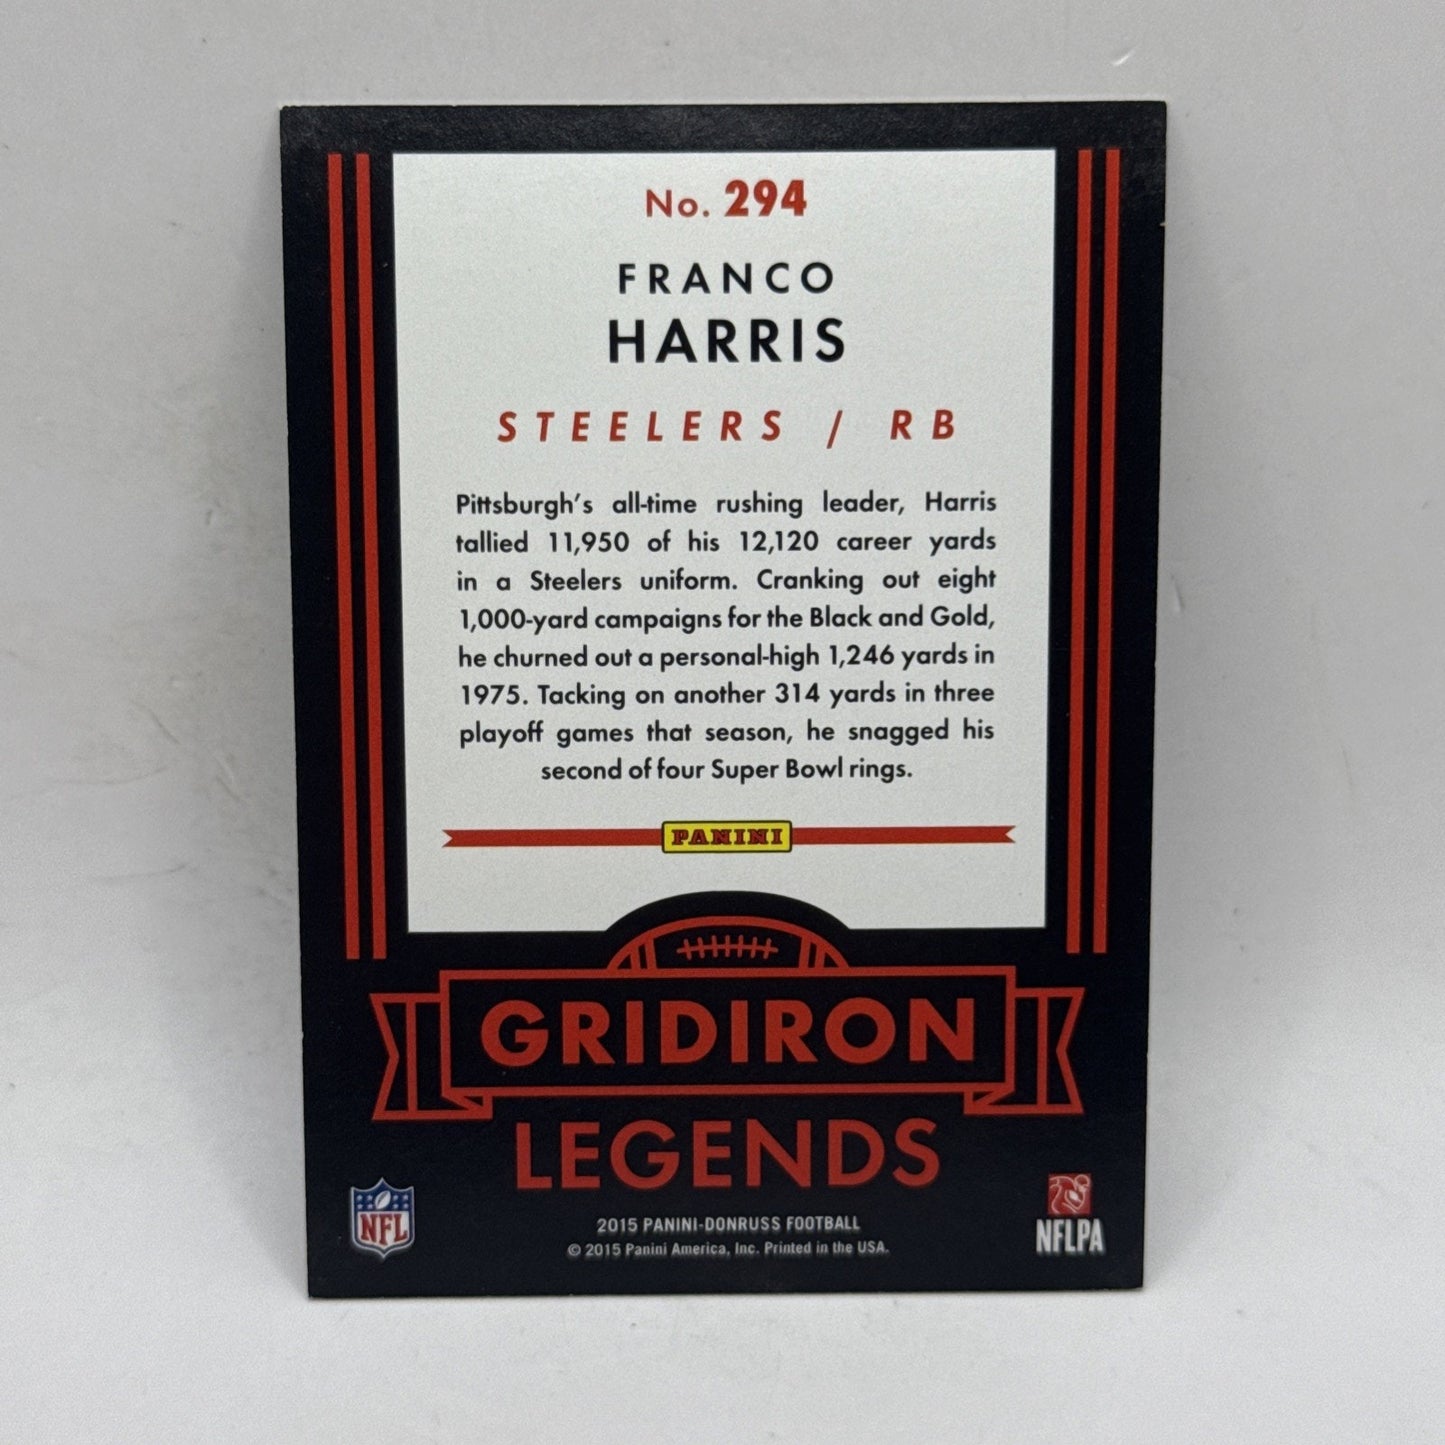 No. 294
FRANCO
HARRIS
STEELERS / RB
Pittsburgh's all-time rushing leader, Harris
tallied 11,950 of his 12,120 career yards
in a Steelers uniform. Cranking out eight
1,000-yard campaigns for the Black and Gold,
he churned out a personal-high 1,246 yards in
1975. Tacking on another 314 yards in three
playoff games that season, he snagged his
second of four Super Bowl rings.
PANINI
GRIDIRON
LEGENDS
NFL
2015 PANINI-DONRUSS FOOTBALL
© 2015 Panini America, Inc. Printed in the USA.
NFLPA